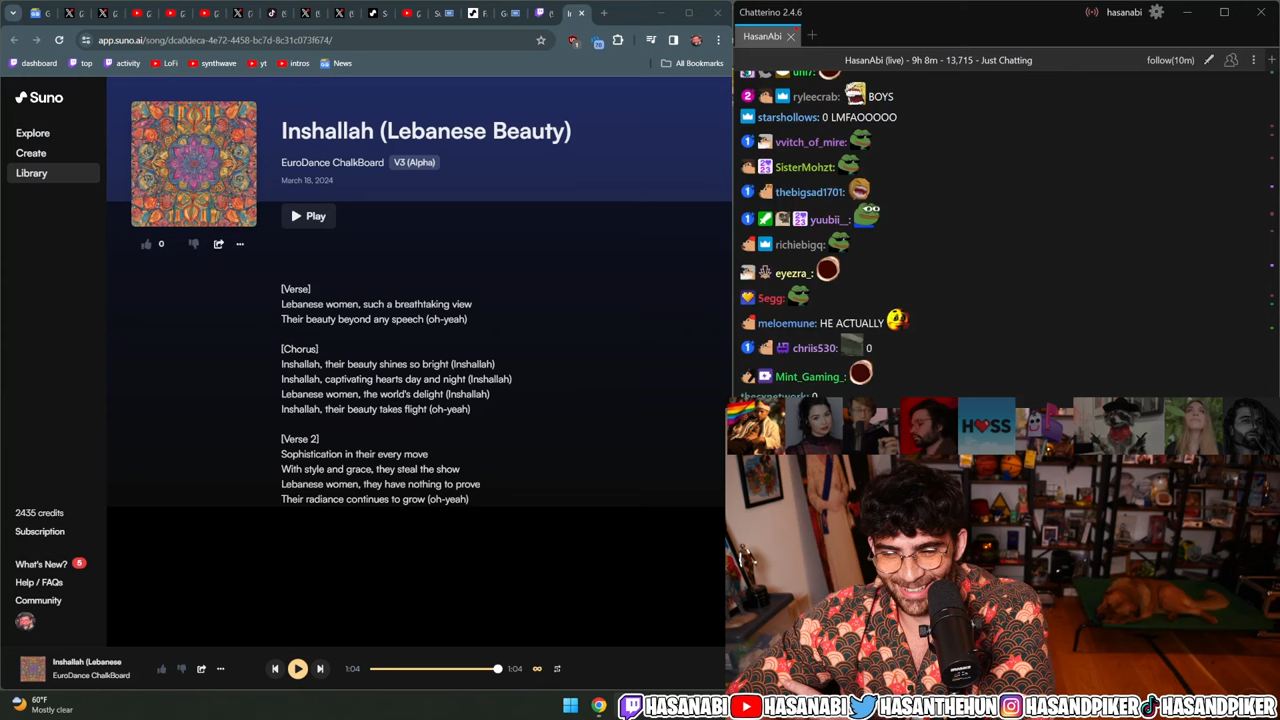 app.suno.ai/song/dca0deca-4e72-4458-bc7d-8c31c073f674/
dashboard
top
activity
LoFi
synthwave
yt
intros
News
All Bookmarks
Suno
Explore
Create
Library
2435 credits
Subscription
What's New?
5
Help / FAQs
Community
Inshallah (Lebanese Beauty)
EuroDance ChalkBoard V3 (Alpha)
March 18, 2024
Play
0
[Verse]
Lebanese women, such a breathtaking view
Their beauty beyond any speech (oh-yeah)
[Chorus]
Inshallah, their beauty shines so bright (Inshallah)
Inshallah, captivating hearts day and night (Inshallah)
Lebanese women, the world's delight (Inshallah)
Inshallah, their beauty takes flight (oh-yeah)
[Verse 2]
Sophistication in their every move
With style and grace, they steal the show
Lebanese women, they have nothing to prove
Their radiance continues to grow (oh-yeah)
Inshallah (Lebanese
EuroDance ChalkBoard
1:04
1:04
60°F
Mostly clear
Chatterino 2.4.6
hasanabi
HasanAbi
HasanAbi (live) - 9h 8m - 13,715 - Just Chatting
follow(10m)
uni7:
ryleecrab: BOYS
starshollows: 0 LMFAOOOOO
vvitch_of_mire:
SisterMohzt:
thebigsad1701:
yuubii__:
richiebigq:
eyezra_:
5egg:
meloemune: HE ACTUALLY
chriis530: 0
Mint_Gaming_:
thecxnetwork: 0
HOSS
HASANABI
HASANABI
HASANTHEHUN
HASANDPIKER
HASANDPIKER